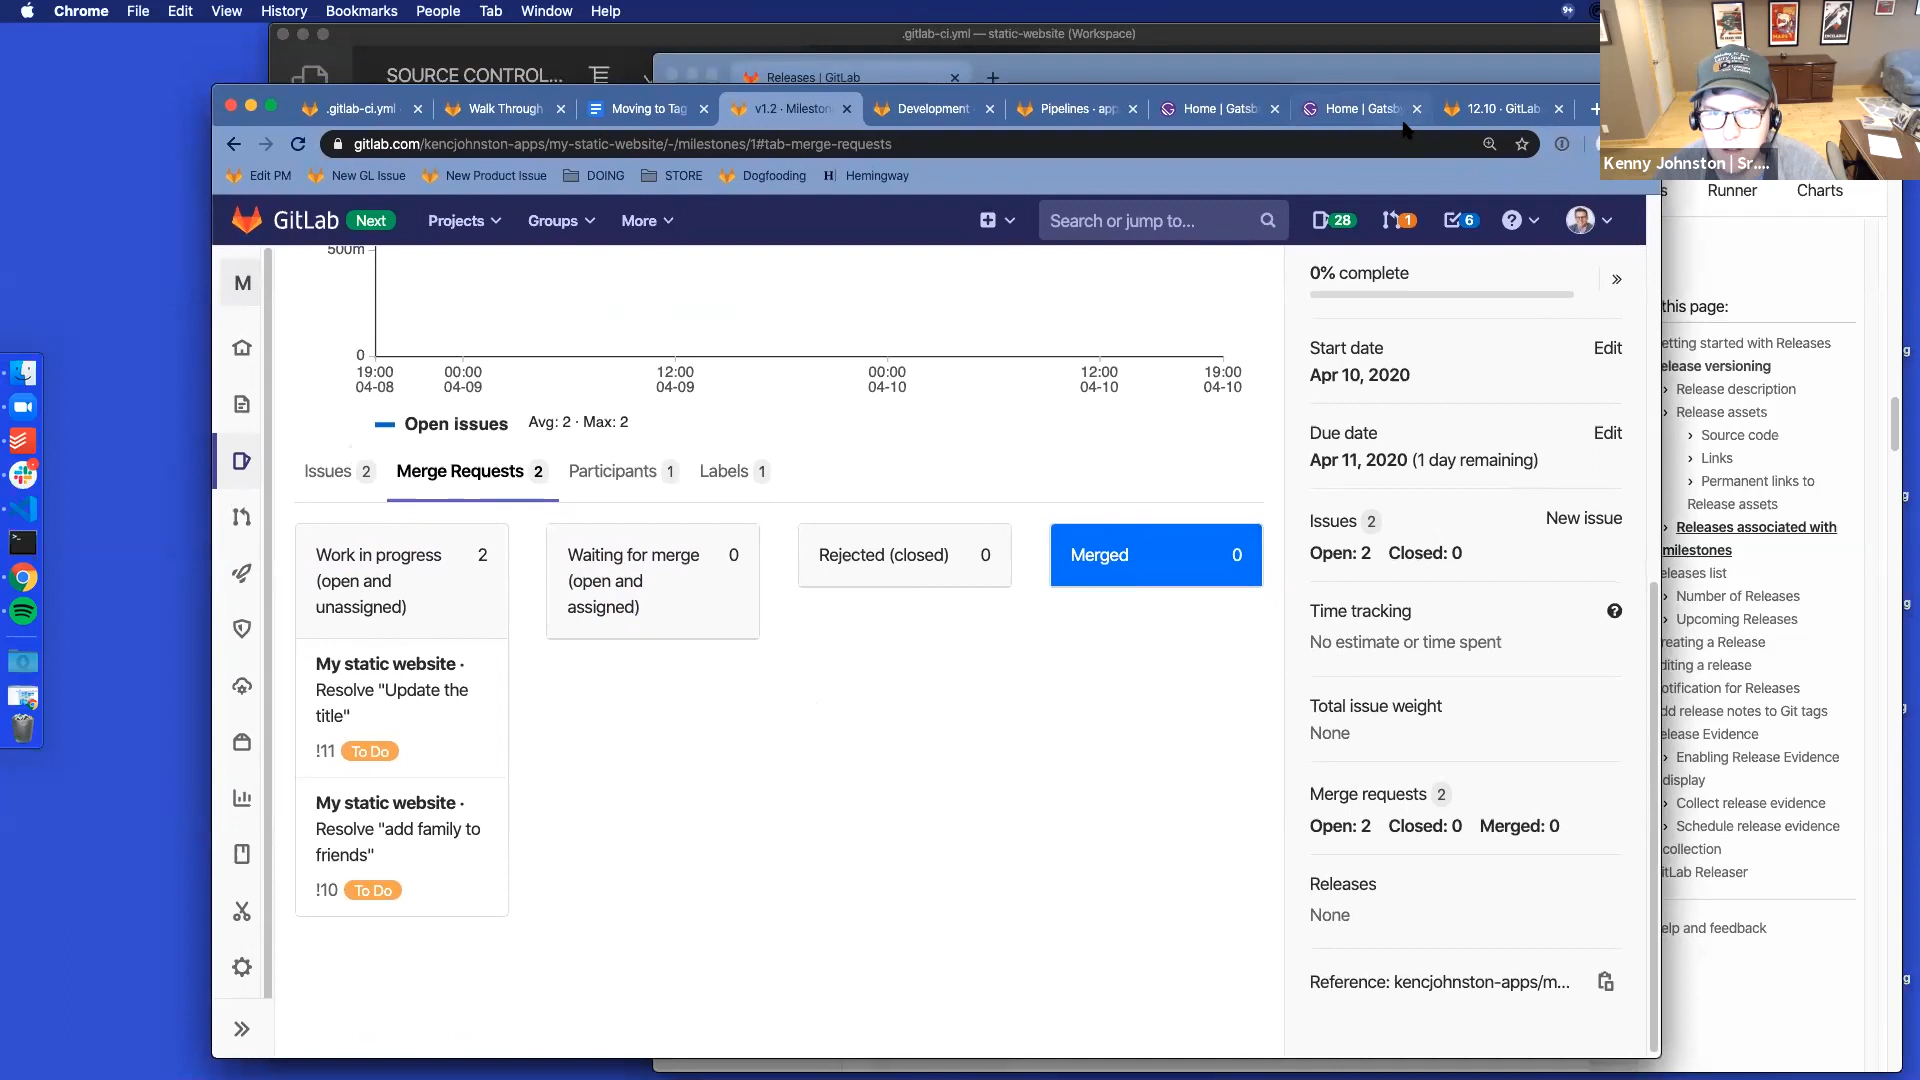 Chrome File Edit View History Bookmarks People Tab Window Help
9+
.gitlab-ci.yml — static-website (Workspace)
SOURCE CONTROL...
Releases | GitLab
.gitlab-ci.yml
Walk Through
Moving to Tag
v1.2 · Mileston
Development
Pipelines · app
Home | Gatsb
Home | Gatsb
12.10 · GitLab
gitlab.com/kencjohnston-apps/my-static-website/-/milestones/1#tab-merge-requests
Edit PM
New GL Issue
New Product Issue
DOING
STORE
Dogfooding
Hemingway
GitLab Next Projects Groups More
Search or jump to...
28
1
6
Kenny Johnston | Sr....
Runner Charts
M
500m
0
19:00 00:00 12:00 00:00 12:00 19:00
04-08 04-09 04-09 04-10 04-10 04-10
Open issues Avg: 2 · Max: 2
Issues 2 Merge Requests 2 Participants 1 Labels 1
Work in progress (open and unassigned) 2
Waiting for merge (open and assigned) 0
Rejected (closed) 0
Merged 0
My static website ·
Resolve "Update the
title"
!11 To Do
My static website ·
Resolve "add family to
friends"
!10 To Do
0% complete
Start date Edit
Apr 10, 2020
Due date Edit
Apr 11, 2020 (1 day remaining)
Issues 2 New issue
Open: 2 Closed: 0
Time tracking
No estimate or time spent
Total issue weight
None
Merge requests 2
Open: 2 Closed: 0 Merged: 0
Releases
None
Reference: kencjohnston-apps/m...
this page:
etting started with Releases
elease versioning
Release description
Release assets
Source code
Links
Permanent links to
Release assets
Releases associated with
milestones
eleases list
Number of Releases
Upcoming Releases
reating a Release
diting a release
otification for Releases
dd release notes to Git tags
elease Evidence
Enabling Release Evidence
display
Collect release evidence
Schedule release evidence
collection
itLab Releaser
elp and feedback